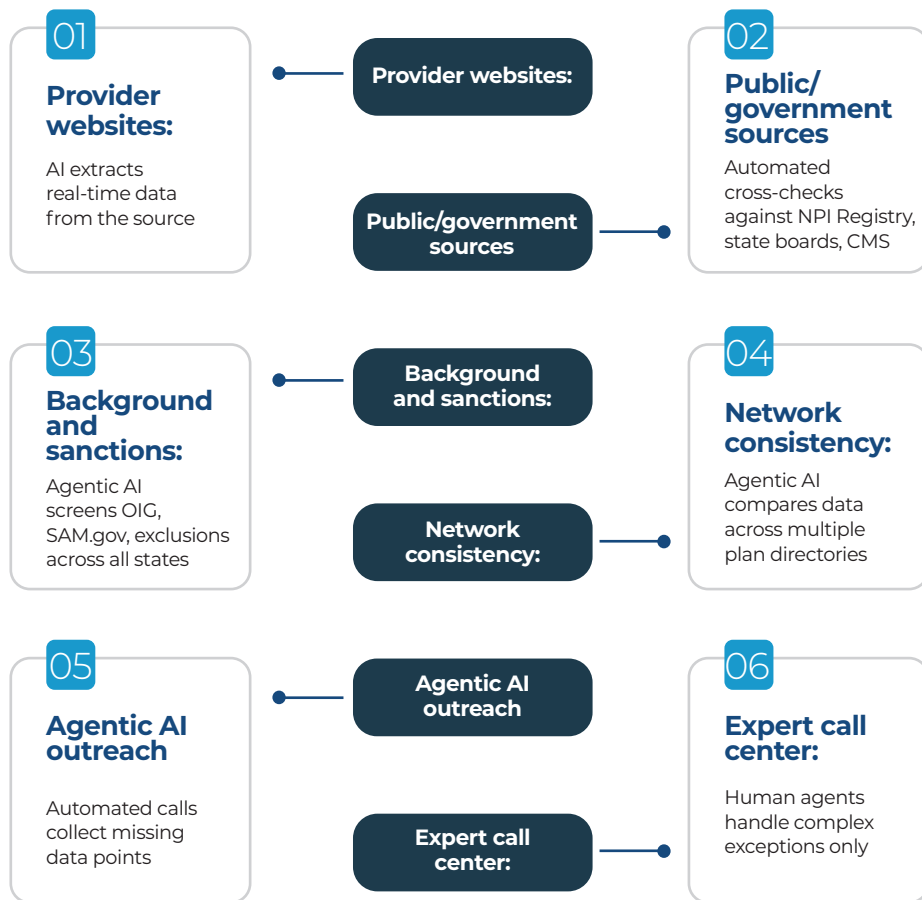 01
Provider
websites:
AI extracts
real-time data
from the source
Provider websites:
02
Public/
government
sources
Automated
cross-checks
against NPI Registry,
state boards, CMS
Public/government
sources
03
Background
and
sanctions:
Agentic AI
screens OIG,
SAM.gov, exclusions
across all states
Background
and sanctions:
04
Network
consistency:
Agentic AI
compares data
across multiple
plan directories
Network
consistency:
05
Agentic AI
outreach
Automated calls
collect missing
data points
Agentic AI
outreach
06
Expert call
center:
Human agents
handle complex
exceptions only
Expert call
center: